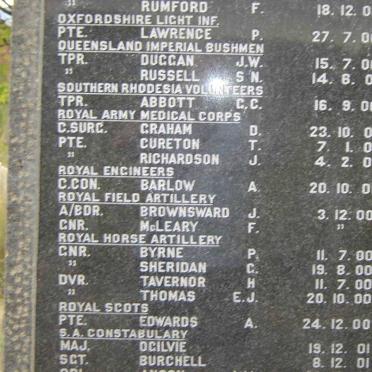 " RUMFORD F. 18.12.0
OXFORDSHIRE LIGHT INF.
PTE. LAWRENCE P. 27. 7.0
QUEENSLAND IMPERIAL BUSHMEN
TPR. DUGGAN J.W. 15. 7.0
" RUSSELL S N. 14. 8.0
SOUTHERN RHODESIA VOLUNTEERS
TPR. ABBOTT C.C. 16. 9.0
ROYAL ARMY MEDICAL CORPS
C.SURG. GRAHAM D. 23.10.0
PTE. CURETON T. 7. 1.0
" RICHARDSON J. 4. 2.0
ROYAL ENGINEERS
C.CON. BARLOW A. 20.10.0
ROYAL FIELD ARTILLERY
A/BDR. BROWNSWARD J. 3.12.00
GNR. McLEARY F. "
ROYAL HORSE ARTILLERY
GNR. BYRNE P. 11. 7.00
" SHERIDAN C. 19. 8.00
DVR. TAVERNOR H 11. 7.00
" THOMAS E.J. 20.10.00
ROYAL SCOTS
PTE. EDWARDS A. 24.12.00
S.A. CONSTABULARY
MAJ. OGILVIE 19.12.01
SGT. BURCHELL 8.12.01